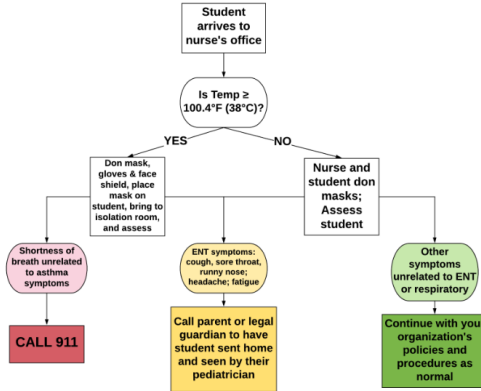 Student
arrives to
nurse's office
Is Temp ≥
100.4°F (38°C)?
YES
NO
Don mask,
gloves & face
shield, place
mask on
student, bring to
isolation room,
and assess
Nurse and
student don
masks;
Assess
student
Shortness of
breath unrelated
to asthma
symptoms
ENT symptoms:
cough, sore throat,
runny nose;
headache; fatigue
Other
symptoms
unrelated to ENT
or respiratory
CALL 911
Call parent or legal
guardian to have
student sent home
and seen by their
pediatrician
Continue with you
organization's
policies and
procedures as
normal